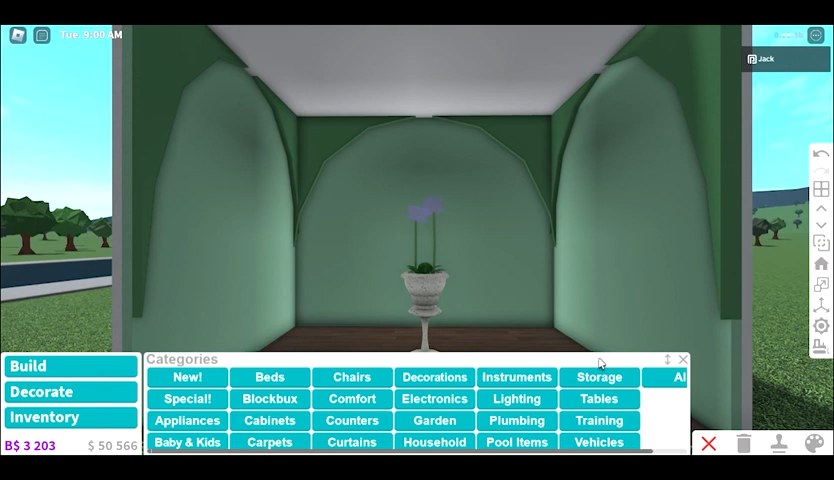 Tue. 9:00 AM
Jack
Build
Decorate
Inventory
B$ 3 203 $ 50 566
Categories
New! Beds Chairs Decorations Instruments Storage Al
Special! Blockbux Comfort Electronics Lighting Tables
Appliances Cabinets Counters Garden Plumbing Training
Baby & Kids Carpets Curtains Household Pool Items Vehicles